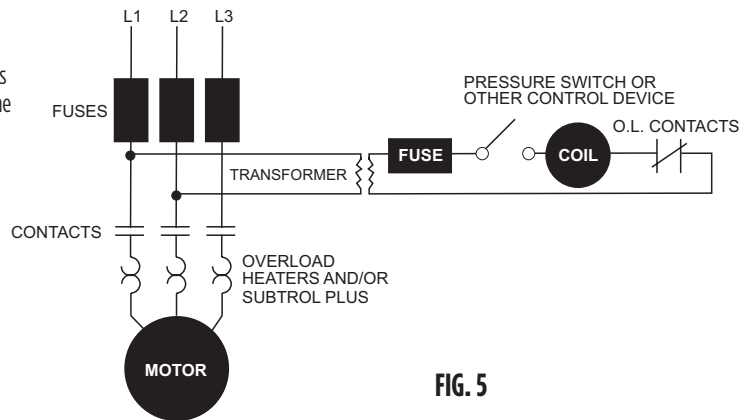 L1 L2 L3
s
ne
FUSES
PRESSURE SWITCH OR
OTHER CONTROL DEVICE
O.L. CONTACTS
TRANSFORMER
FUSE
COIL
CONTACTS
OVERLOAD
HEATERS AND/OR
SUBTROL PLUS
MOTOR
FIG. 5